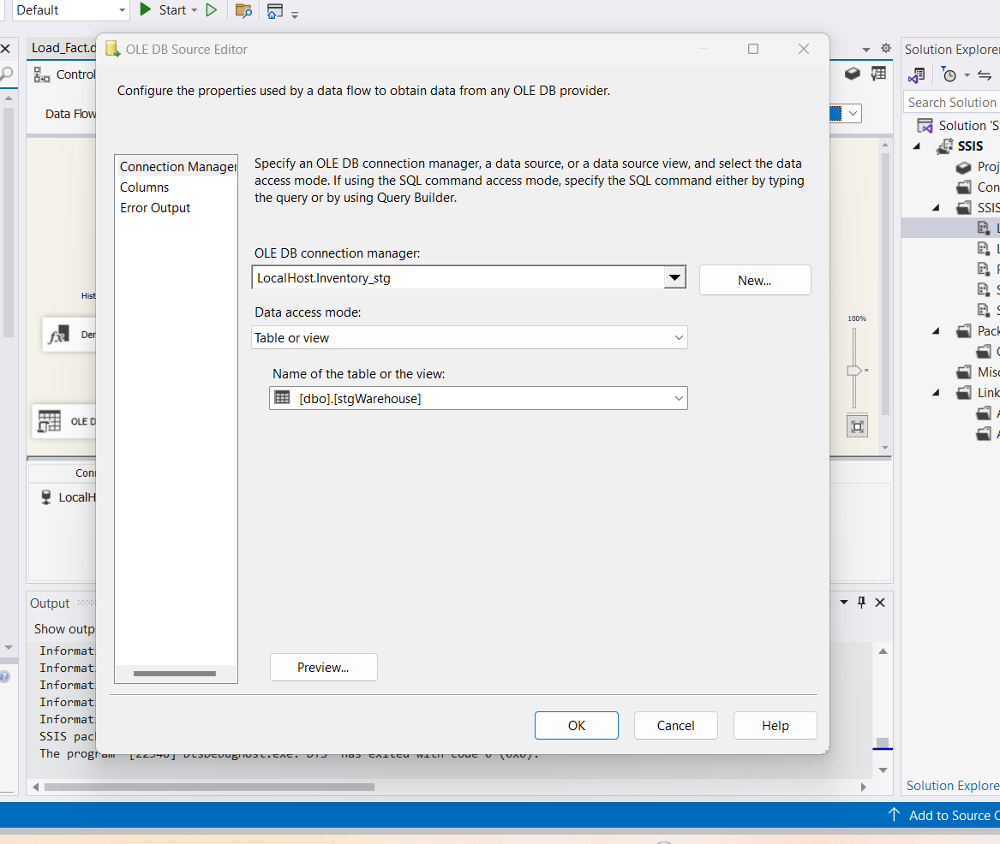 Default
Start
Load_Fact.d
OLE DB Source Editor
Solution Explorer
Control
Configure the properties used by a data flow to obtain data from any OLE DB provider.
Search Solution
Data Flow
Solution 'S
SSIS
Connection Manager
Columns
Error Output
Specify an OLE DB connection manager, a data source, or a data source view, and select the data
access mode. If using the SQL command access mode, specify the SQL command either by typing
the query or by using Query Builder.
Proj
Con
SSIS
OLE DB connection manager:
LocalHost.Inventory_stg
New...
Data access mode:
Table or view
Name of the table or the view:
[dbo].[stgWarehouse]
Hist
Der
100%
Pack
OLE D
Misc
Link
Conn
LocalH
Output
Show outp
Informat
Informat
Informat
Informat
Informat
SSIS pack
The program '[22948] DtsDebugHost.exe: DTS' has exited with code 0 (0x0).
Preview...
OK
Cancel
Help
Solution Explore
Add to Source C